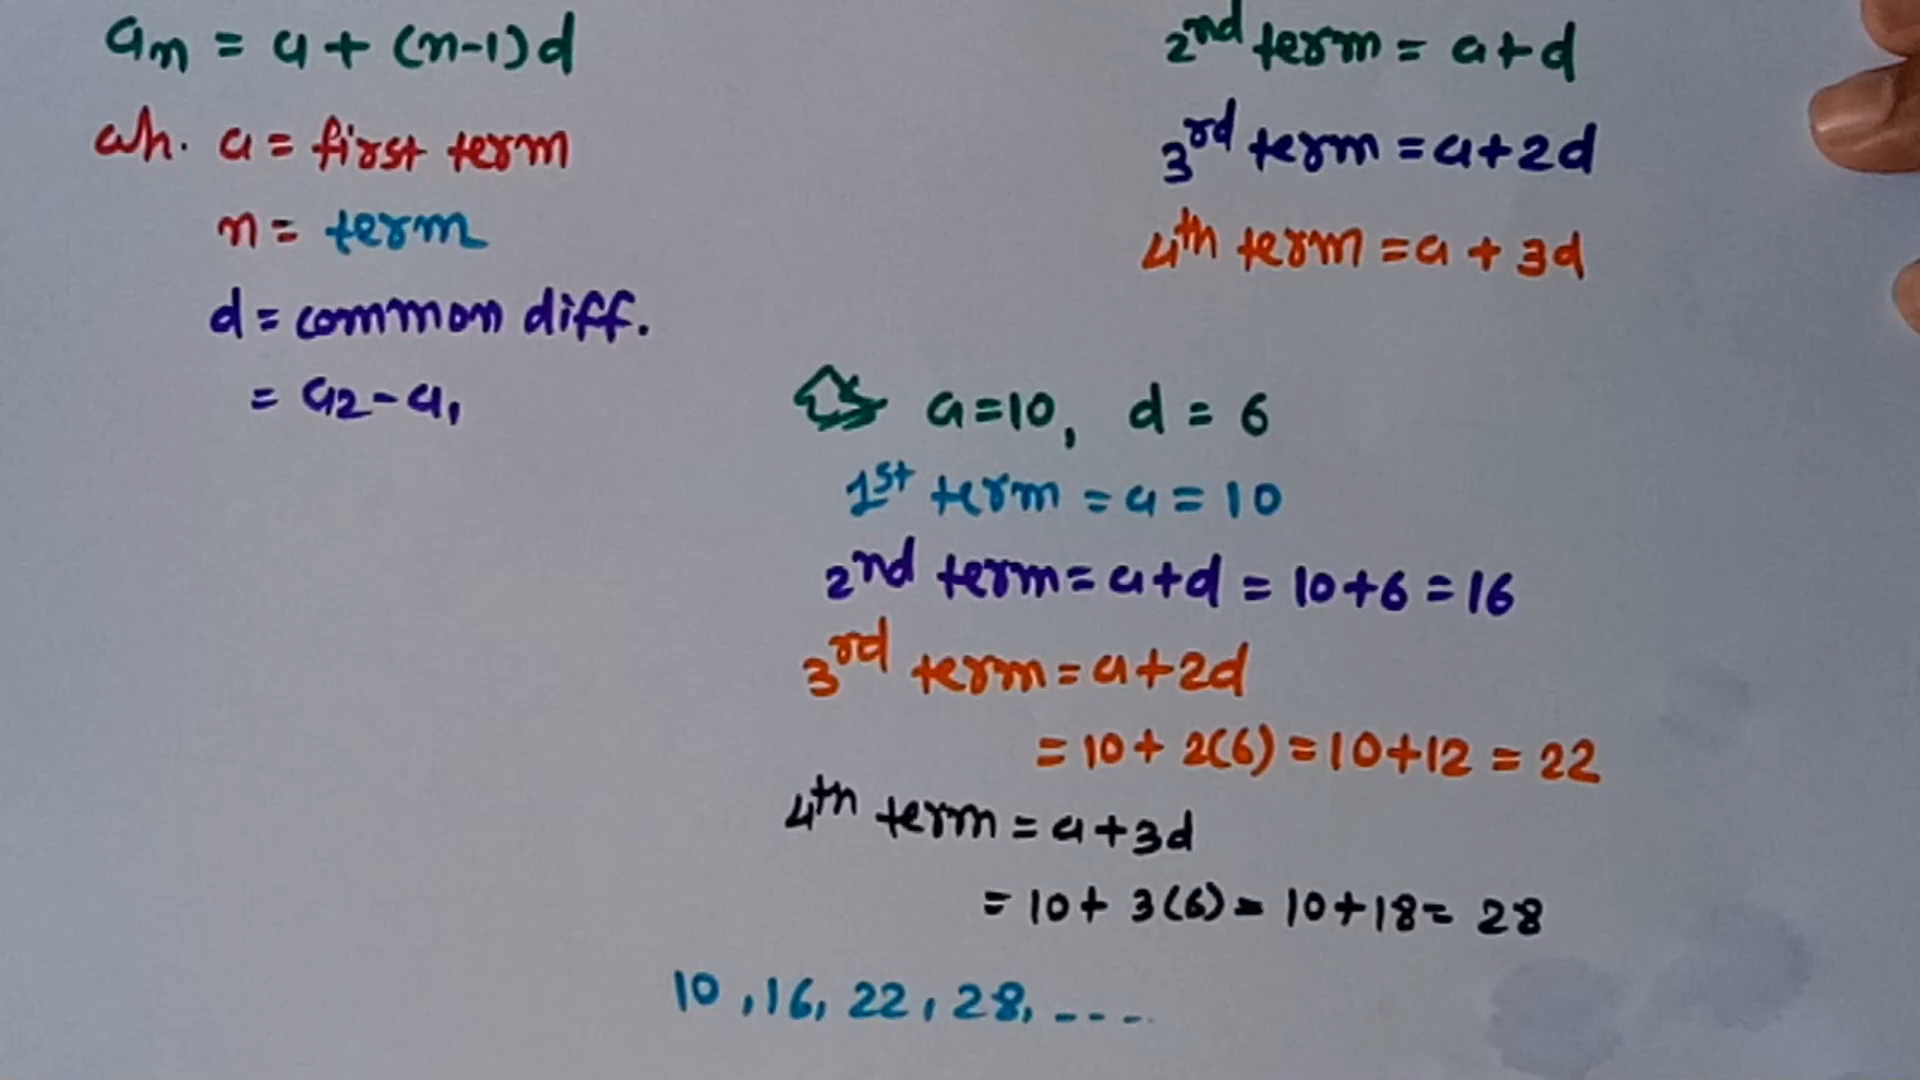 an = a + (n-1)d
wh. a = first term
n = term
d = common diff.
= a2 - a1
2nd term = a+d
3rd term = a+2d
4th term = a + 3d
a=10, d = 6
1st term = a = 10
2nd term = a+d = 10+6 = 16
3rd term = a+2d
= 10 + 2(6) = 10+12 = 22
4th term = a+3d
= 10 + 3(6) = 10+18 = 28
10, 16, 22, 28, ----